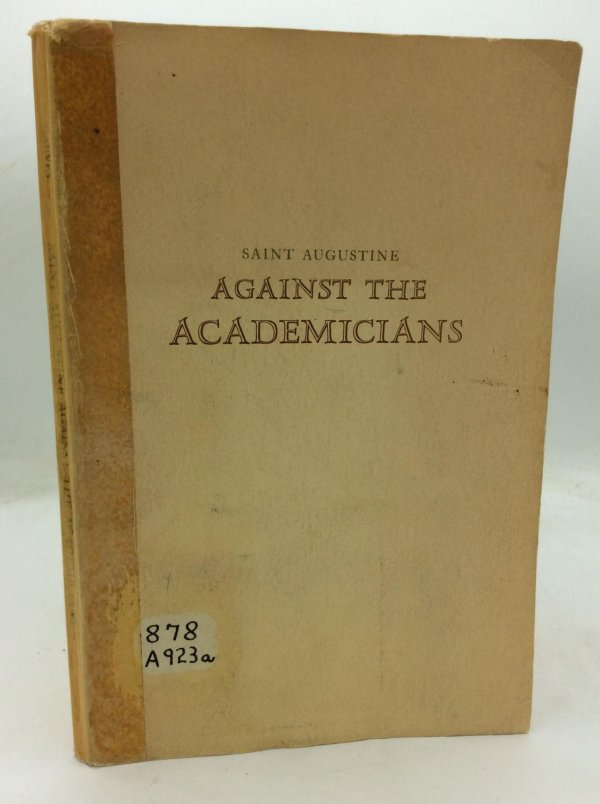 SAINT AUGUSTINE
AGAINST THE
ACADEMICIANS
878
A923a